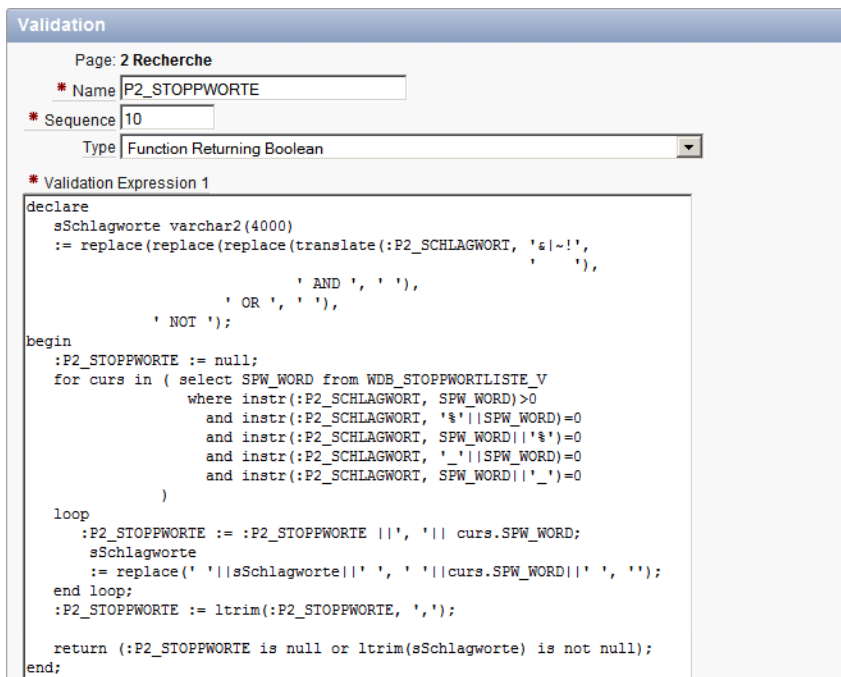 Validation
Page: 2 Recherche
* Name P2_STOPPWORTE
* Sequence 10
Type Function Returning Boolean
* Validation Expression 1
declare
   sSchlagworte varchar2(4000)
   := replace(replace(replace(translate(:P2_SCHLAGWORT, '&|~!',
                                                        '    '),
                              ' AND ', ' '),
                      ' OR ', ' '),
              ' NOT ');
begin
   :P2_STOPPWORTE := null;
   for curs in ( select SPW_WORD from WDB_STOPPWORTLISTE_V
                  where instr(:P2_SCHLAGWORT, SPW_WORD)>0
                    and instr(:P2_SCHLAGWORT, '%'||SPW_WORD)=0
                    and instr(:P2_SCHLAGWORT, SPW_WORD||'%')=0
                    and instr(:P2_SCHLAGWORT, '_'||SPW_WORD)=0
                    and instr(:P2_SCHLAGWORT, SPW_WORD||'_')=0
               )
   loop
      :P2_STOPPWORTE := :P2_STOPPWORTE ||', '|| curs.SPW_WORD;
       sSchlagworte
       := replace(' '||sSchlagworte||' ', ' '||curs.SPW_WORD||' ', '');
   end loop;
   :P2_STOPPWORTE := ltrim(:P2_STOPPWORTE, ',');
   return (:P2_STOPPWORTE is null or ltrim(sSchlagworte) is not null);
end;